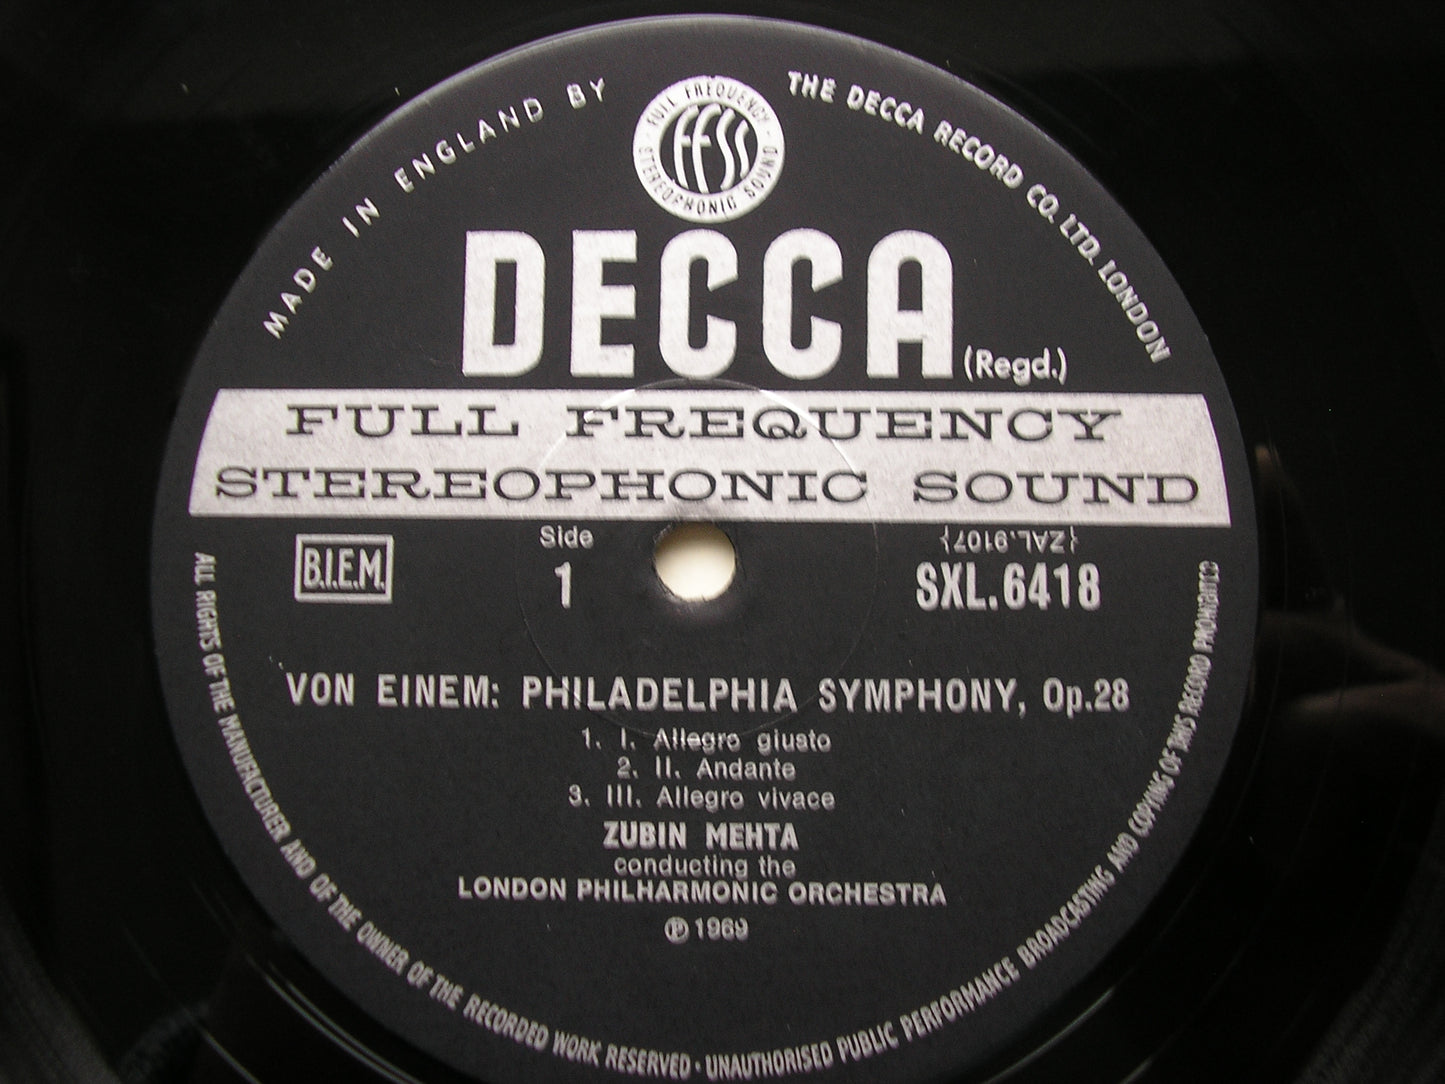 MADE IN ENGLAND BY
THE DECCA RECORD CO. LTD. LONDON
· FULL FREQUENCY ·
STEREOPHONIC SOUND
FFSS
DECCA
(Regd.)
FULL FREQUENCY
STEREOPHONIC SOUND
B.I.E.M.
Side
1
{ZAL.9107}
SXL.6418
VON EINEM: PHILADELPHIA SYMPHONY, Op.28
1. I. Allegro giusto
2. II. Andante
3. III. Allegro vivace
ZUBIN MEHTA
conducting the
LONDON PHILHARMONIC ORCHESTRA
Ⓟ 1969
ALL RIGHTS OF THE MANUFACTURER AND OF THE OWNER OF THE RECORDED WORK RESERVED · UNAUTHORISED PUBLIC PERFORMANCE BROADCASTING AND COPYING OF THIS RECORD PROHIBITED